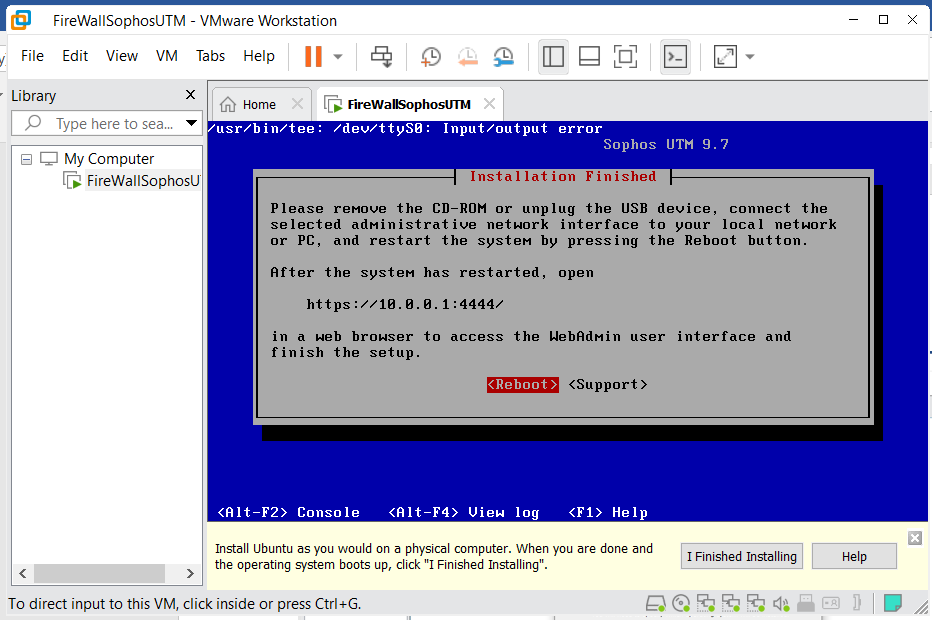 FireWallSophosUTM - VMware Workstation
File Edit View VM Tabs Help
Library
Type here to sea...
My Computer
FireWallSophosU
Home
FireWallSophosUTM
/usr/bin/tee: /dev/ttyS0: Input/output error
Sophos UTM 9.7
Installation Finished
Please remove the CD-ROM or unplug the USB device, connect the
selected administrative network interface to your local network
or PC, and restart the system by pressing the Reboot button.
After the system has restarted, open
https://10.0.0.1:4444/
in a web browser to access the WebAdmin user interface and
finish the setup.
<Reboot> <Support>
<Alt-F2> Console <Alt-F4> View log <F1> Help
Install Ubuntu as you would on a physical computer. When you are done and
the operating system boots up, click "I Finished Installing".
I Finished Installing
Help
To direct input to this VM, click inside or press Ctrl+G.